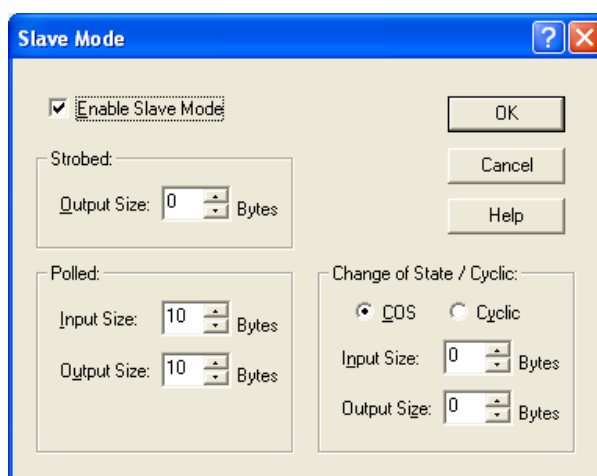 Slave Mode
Enable Slave Mode
OK
Strobed:
Output Size: 0 Bytes
Cancel
Help
Polled:
Input Size: 10 Bytes
Output Size: 10 Bytes
Change of State / Cyclic:
COS Cyclic
Input Size: 0 Bytes
Output Size: 0 Bytes